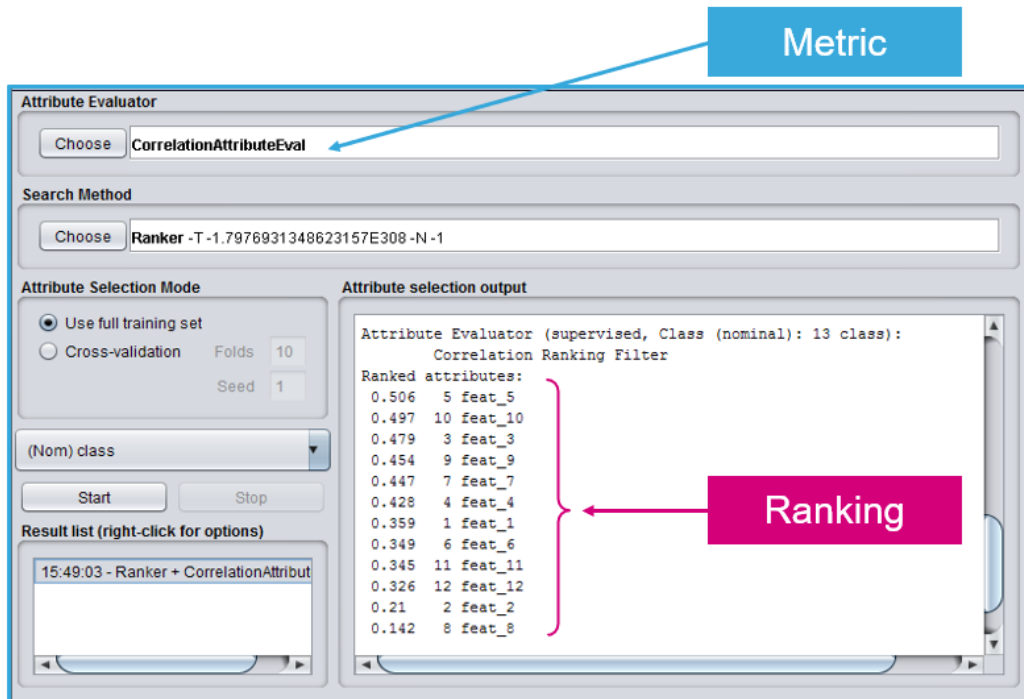 Metric
Attribute Evaluator
Choose CorrelationAttributeEval
Search Method
Choose Ranker -T -1.7976931348623157E308 -N -1
Attribute Selection Mode
Use full training set
Cross-validation Folds 10
Seed 1
(Nom) class
Start Stop
Result list (right-click for options)
15:49:03 - Ranker + CorrelationAttribut
Attribute selection output
Attribute Evaluator (supervised, Class (nominal): 13 class):
Correlation Ranking Filter
Ranked attributes:
0.506 5 feat_5
0.497 10 feat_10
0.479 3 feat_3
0.454 9 feat_9
0.447 7 feat_7
0.428 4 feat_4
0.359 1 feat_1
0.349 6 feat_6
0.345 11 feat_11
0.326 12 feat_12
0.21 2 feat_2
0.142 8 feat_8
Ranking